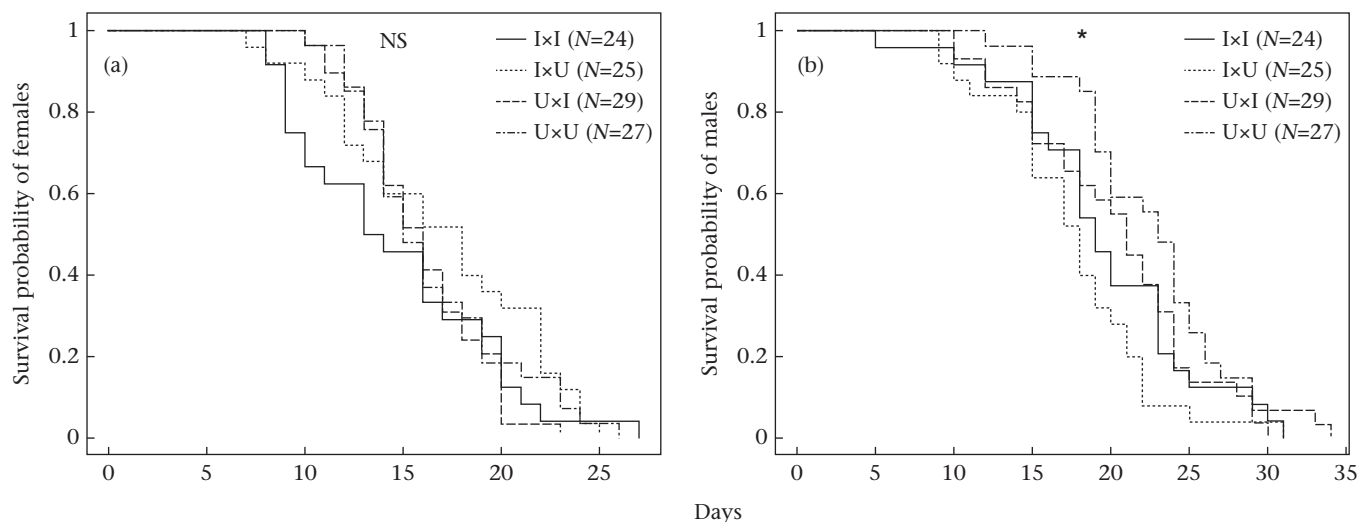 1
0.8
0.6
0.4
0.2
0
Survival probability of females
(a)
NS
I×I (N=24)
I×U (N=25)
U×I (N=29)
U×U (N=27)
0 5 10 15 20 25
1
0.8
0.6
0.4
0.2
0
Survival probability of males
(b)
*
I×I (N=24)
I×U (N=25)
U×I (N=29)
U×U (N=27)
0 5 10 15 20 25 30 35
Days